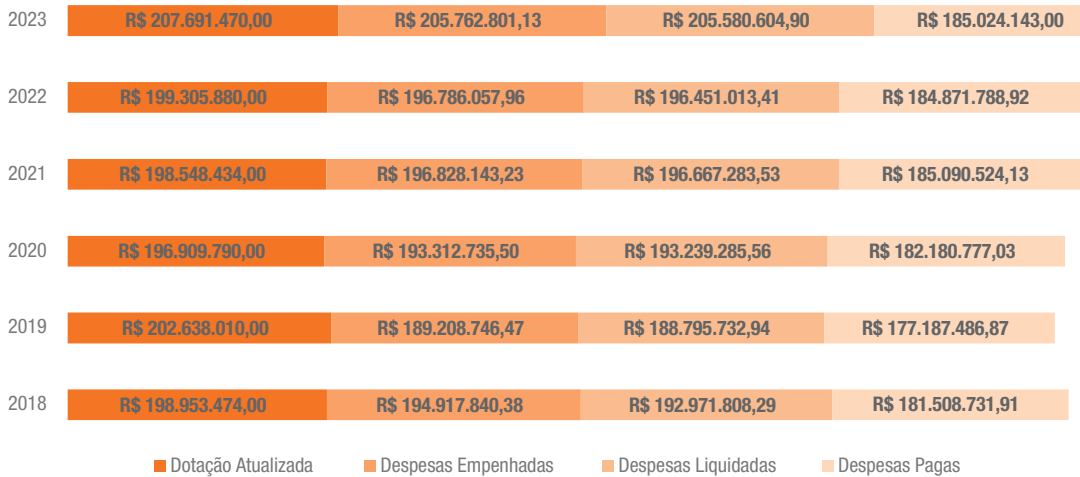 2023 R$ 207.691.470,00 R$ 205.762.801,13 R$ 205.580.604,90 R$ 185.024.143,00
2022 R$ 199.305.880,00 R$ 196.786.057,96 R$ 196.451.013,41 R$ 184.871.788,92
2021 R$ 198.548.434,00 R$ 196.828.143,23 R$ 196.667.283,53 R$ 185.090.524,13
2020 R$ 196.909.790,00 R$ 193.312.735,50 R$ 193.239.285,56 R$ 182.180.777,03
2019 R$ 202.638.010,00 R$ 189.208.746,47 R$ 188.795.732,94 R$ 177.187.486,87
2018 R$ 198.953.474,00 R$ 194.917.840,38 R$ 192.971.808,29 R$ 181.508.731,91
Dotação Atualizada Despesas Empenhadas Despesas Liquidadas Despesas Pagas